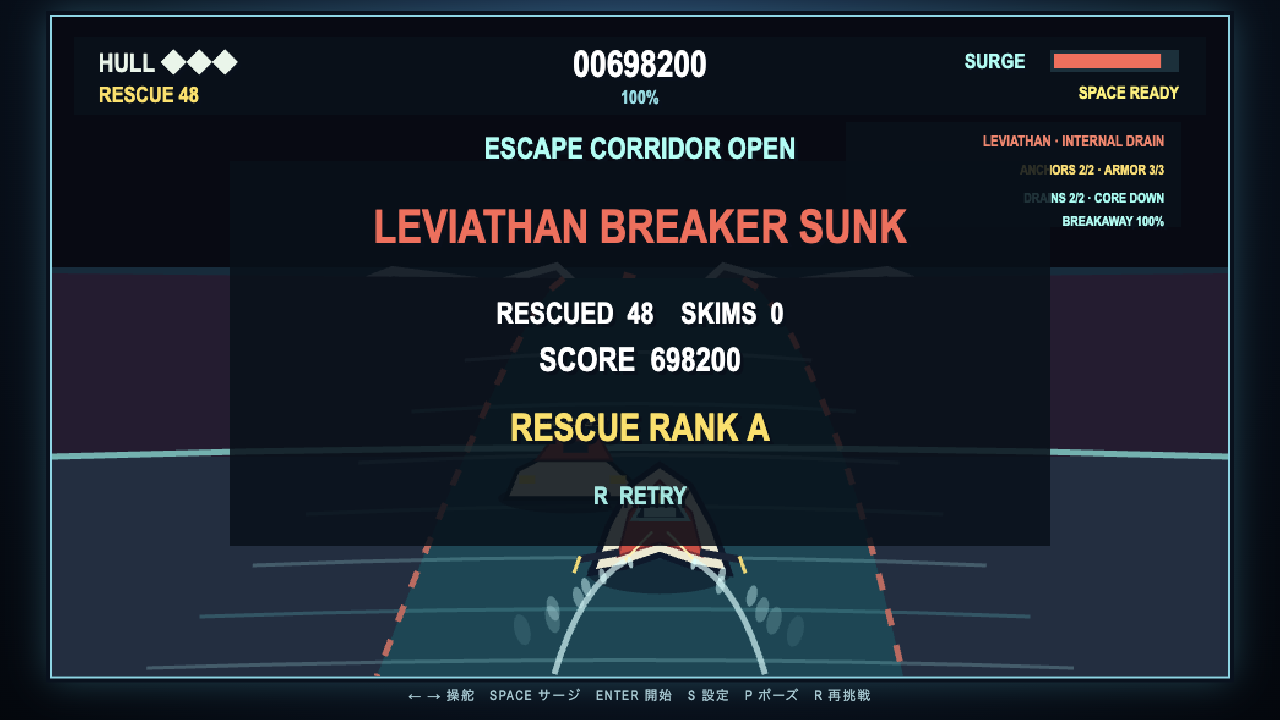 HULL
RESCUE 48
00698200
100%
SURGE
SPACE READY
ESCAPE CORRIDOR OPEN
LEVIATHAN · INTERNAL DRAIN
ANCHORS 2/2 · ARMOR 3/3
DRAINS 2/2 · CORE DOWN
BREAKAWAY 100%
LEVIATHAN BREAKER SUNK
RESCUED 48 SKIMS 0
SCORE 698200
RESCUE RANK A
R RETRY
← → 操舵 SPACE サージ ENTER 開始 S 設定 P ポーズ R 再挑戦